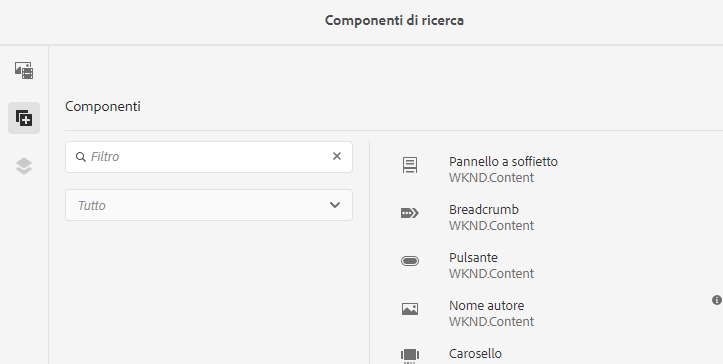 Componenti di ricerca
Componenti
Filtro
Tutto
Pannello a soffietto
WKND.Content
Breadcrumb
WKND.Content
Pulsante
WKND.Content
Nome autore
WKND.Content
Carosello